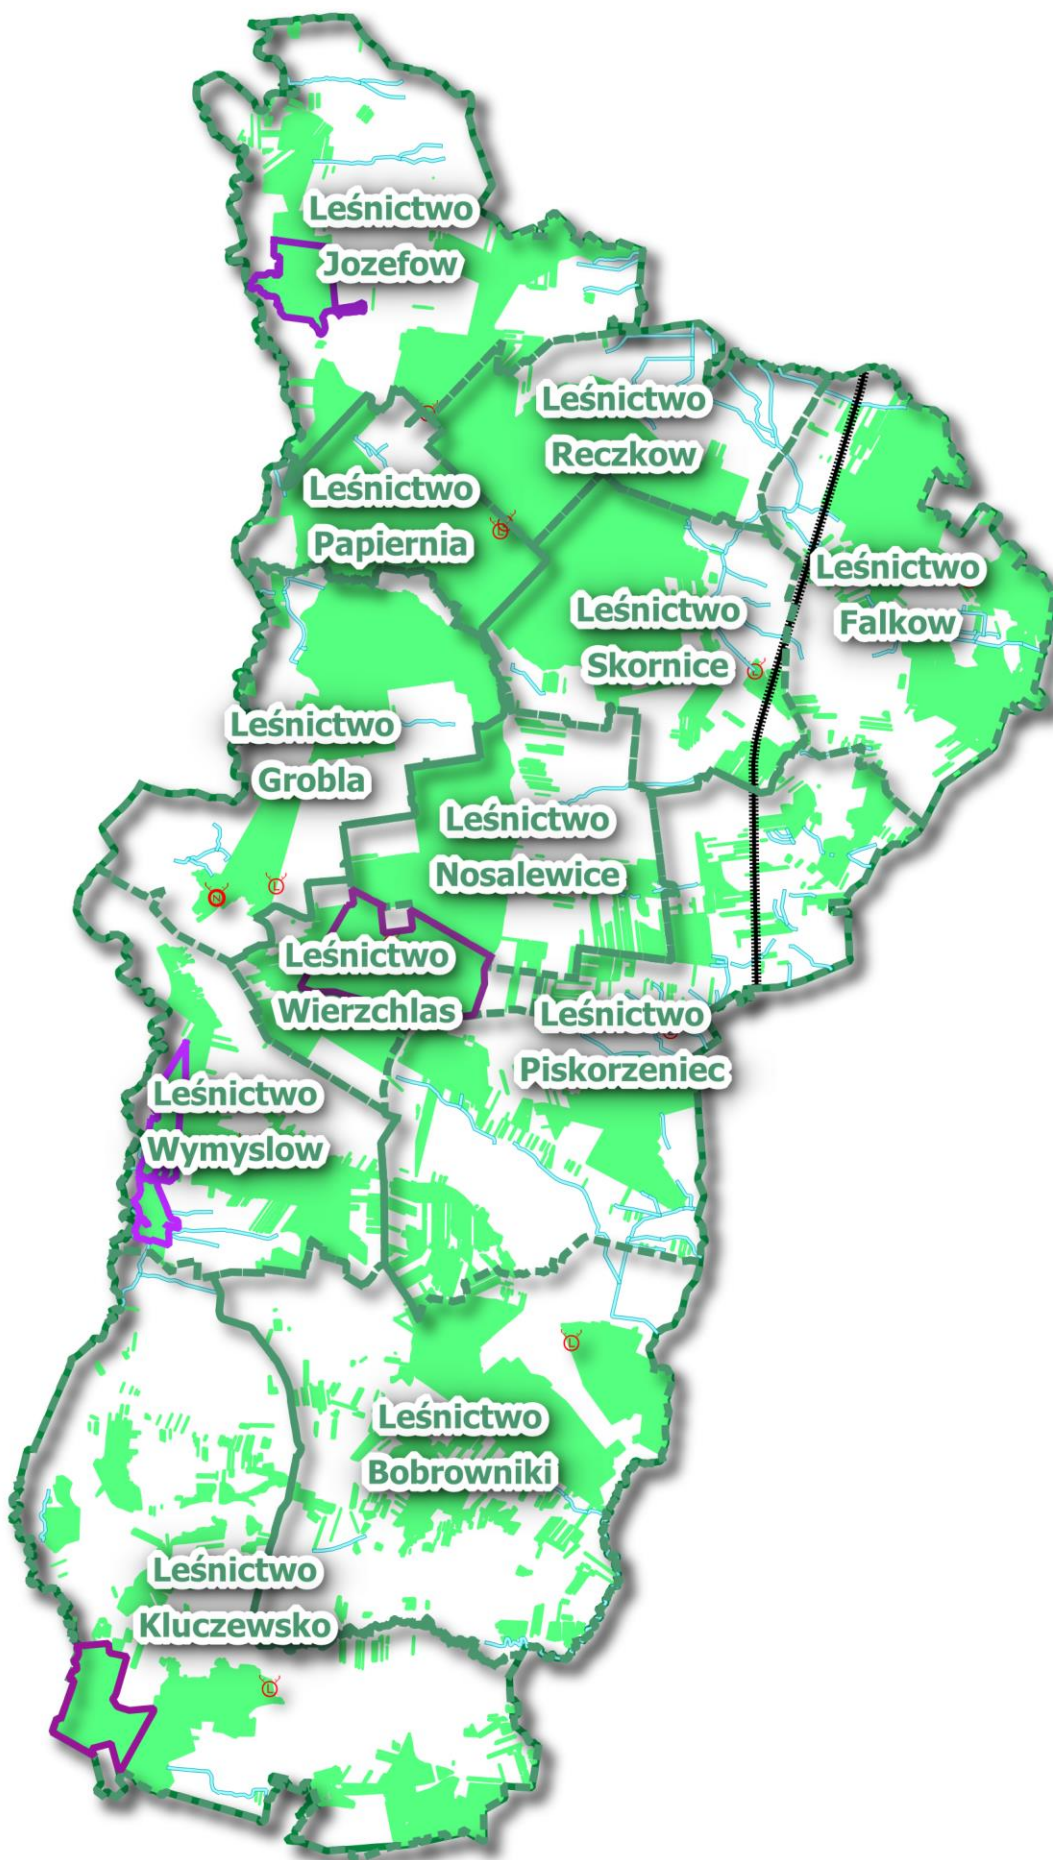 Leśnictwo
Jozefow
Leśnictwo
Reczkow
Leśnictwo
Papiernia
Leśnictwo
Falkow
Leśnictwo
Skornice
Leśnictwo
Grobla
Leśnictwo
Nosalewice
L
N
L
Leśnictwo
Wierzchlas
Leśnictwo
Piskorzeniec
Leśnictwo
Wymyslow
L
Leśnictwo
Bobrowniki
Leśnictwo
Kluczewsko
L